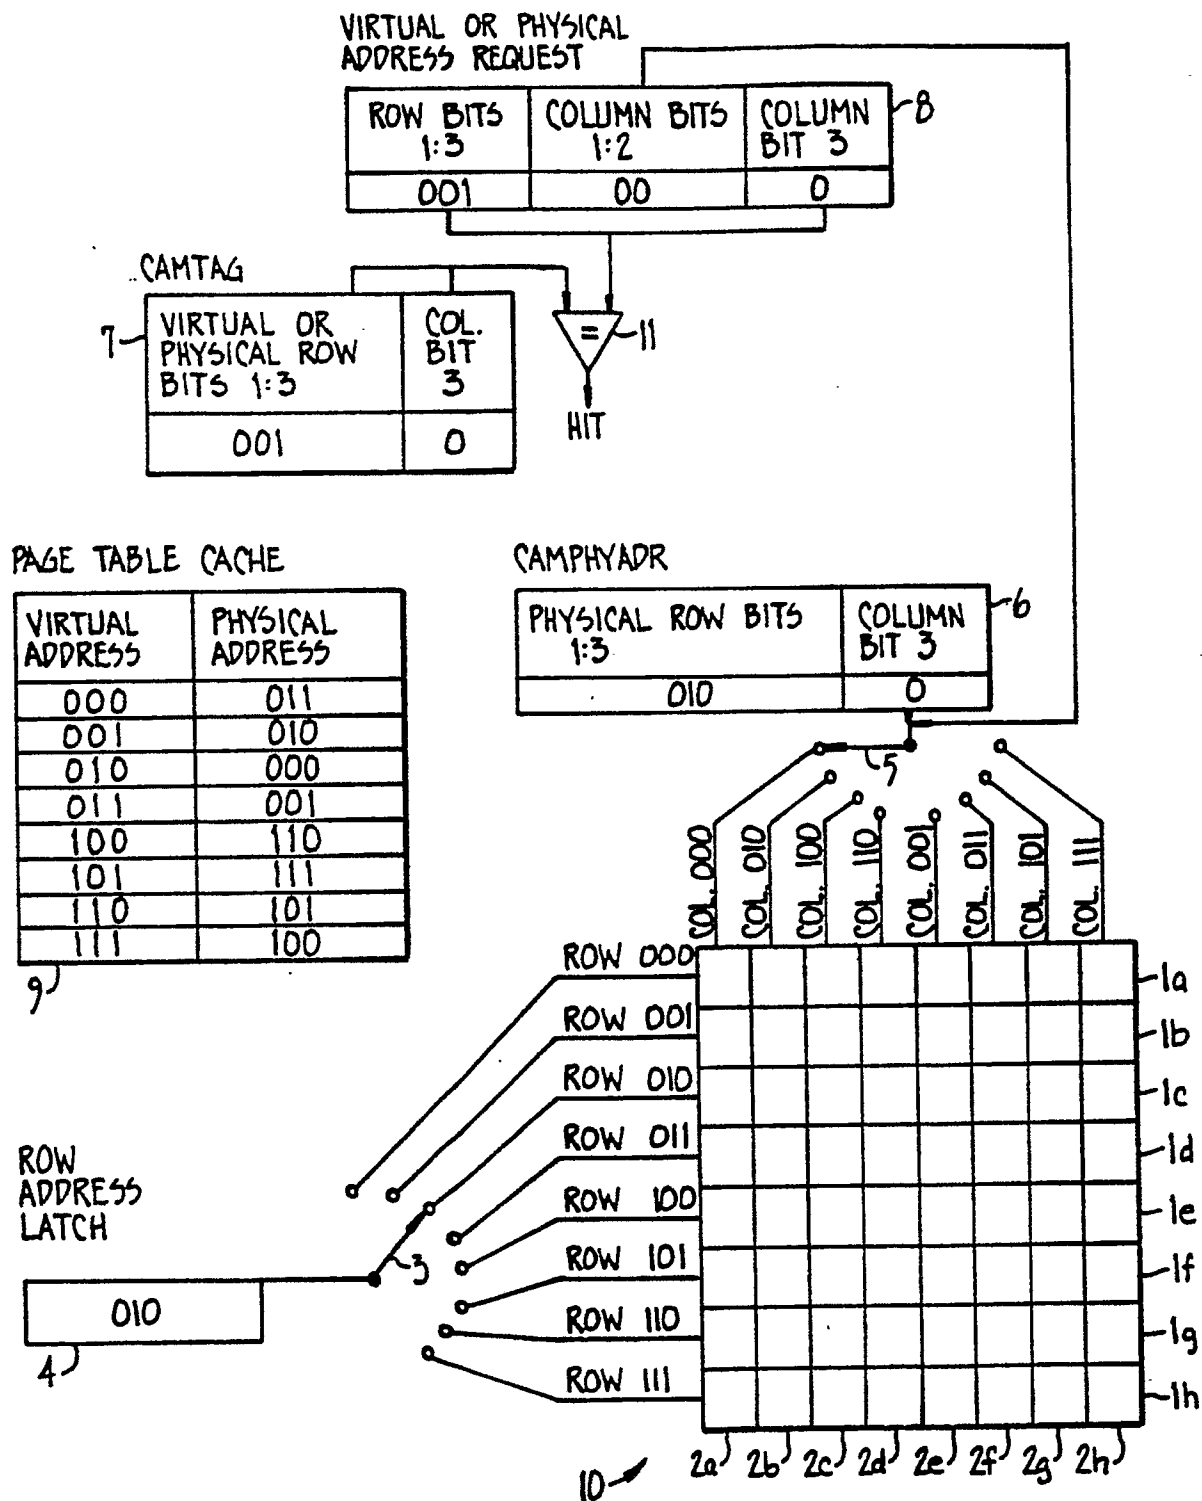 VIRTUAL OR PHYSICAL
ADDRESS REQUEST
ROW BITS
1:3
COLUMN BITS
1:2
COLUMN
BIT 3
8
001
00
0
CAMTAG
7
VIRTUAL OR
PHYSICAL ROW
BITS 1:3
COL.
BIT
3
001
0
=
11
HIT
PAGE TABLE CACHE
VIRTUAL
ADDRESS
PHYSICAL
ADDRESS
000 011
001 010
010 000
011 001
100 110
101 111
110 101
111 100
9
CAMPHYADR
PHYSICAL ROW BITS
1:3
COLUMN
BIT 3
6
010
0
5
COL. 000
COL. 010
COL. 100
COL. 110
COL. 001
COL. 011
COL. 101
COL. 111
ROW 000
1a
ROW 001
1b
ROW 010
1c
ROW 011
1d
ROW 100
1e
ROW 101
1f
ROW 110
1g
ROW 111
1h
ROW
ADDRESS
LATCH
3
010
4
10
2a 2b 2c 2d 2e 2f 2g 2h